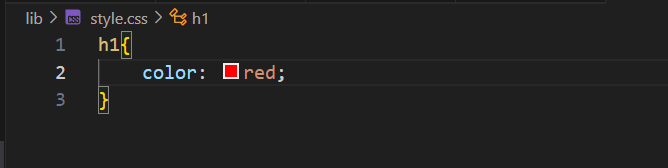 lib > style.css > h1
1 h1{
2     color: red;
3 }